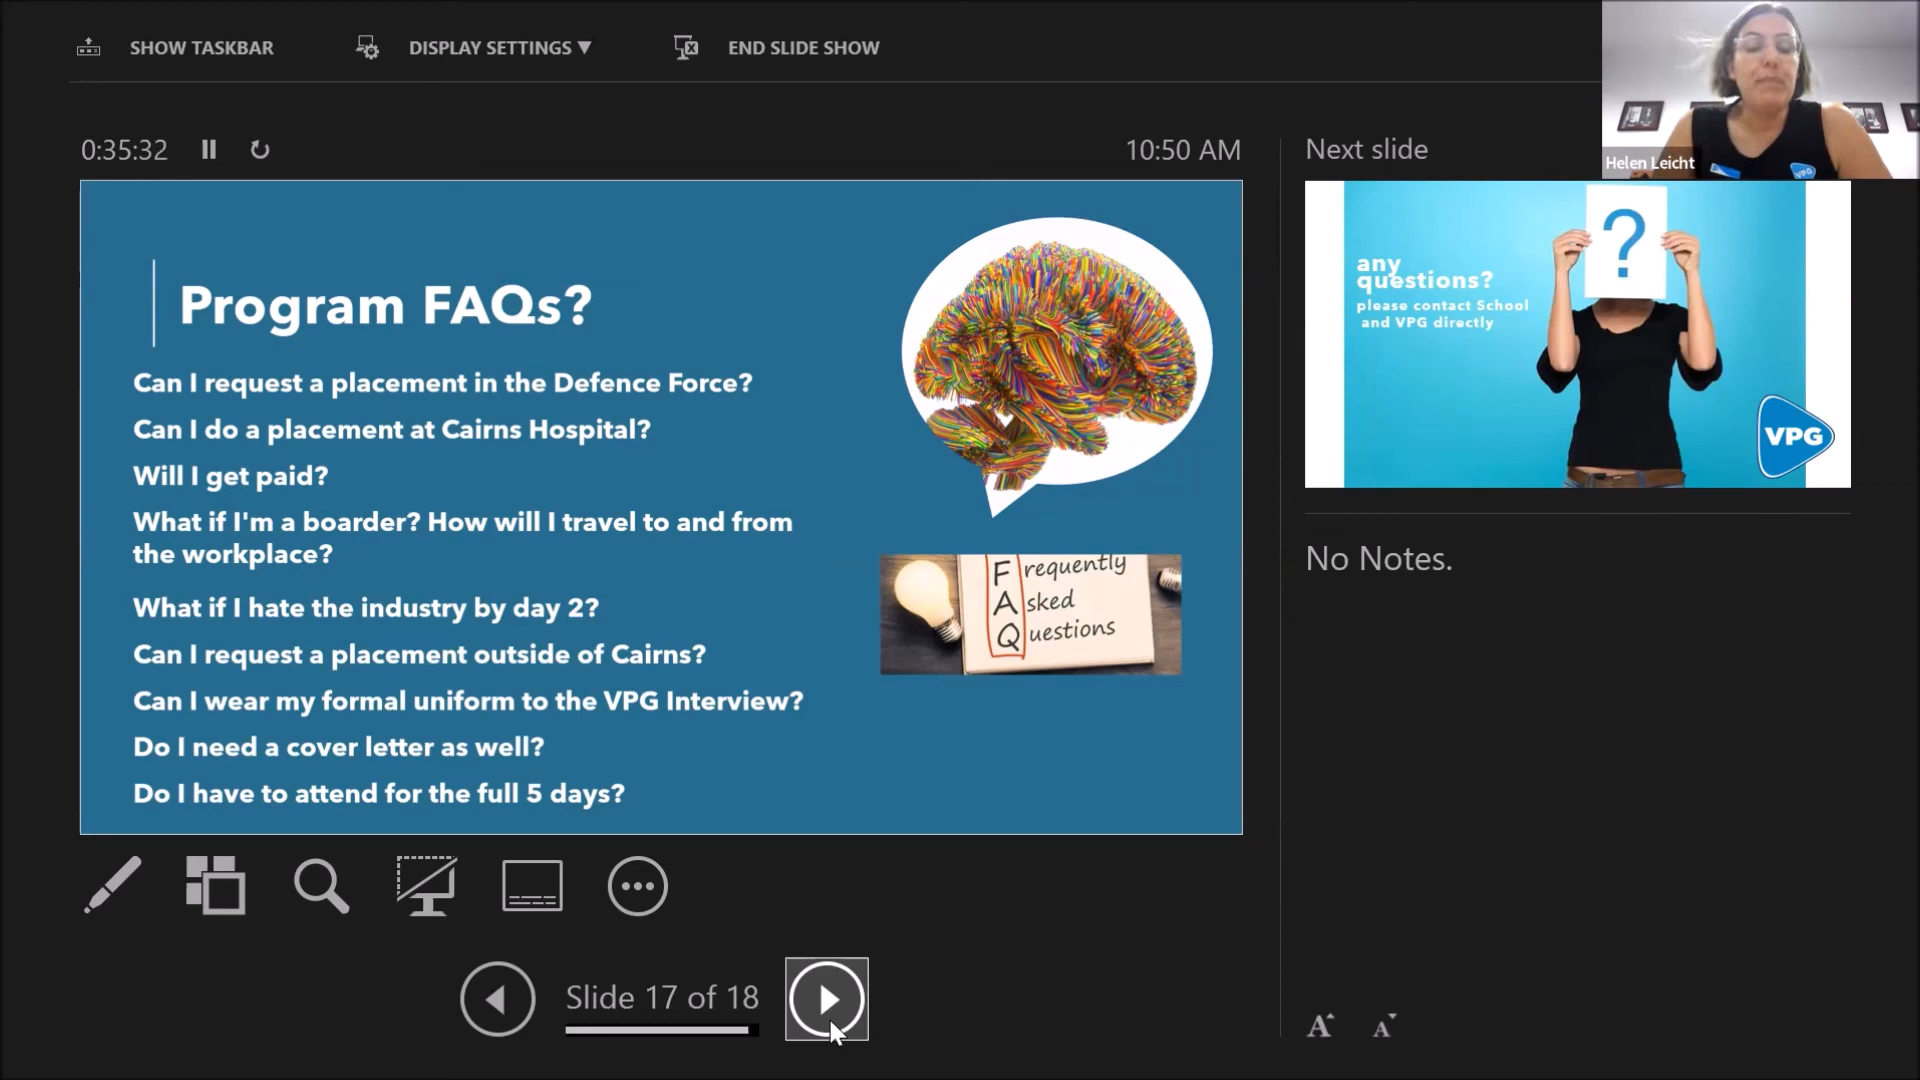 SHOW TASKBAR
DISPLAY SETTINGS ▼
END SLIDE SHOW
Helen Leicht
VPG
0:35:32
10:50 AM
Next slide
Program FAQs?
Can I request a placement in the Defence Force?
Can I do a placement at Cairns Hospital?
Will I get paid?
What if I'm a boarder? How will I travel to and from
the workplace?
What if I hate the industry by day 2?
Can I request a placement outside of Cairns?
Can I wear my formal uniform to the VPG Interview?
Do I need a cover letter as well?
Do I have to attend for the full 5 days?
Frequently
Asked
Questions
?
any
questions?
please contact School
and VPG directly
VPG
No Notes.
Slide 17 of 18
A
A